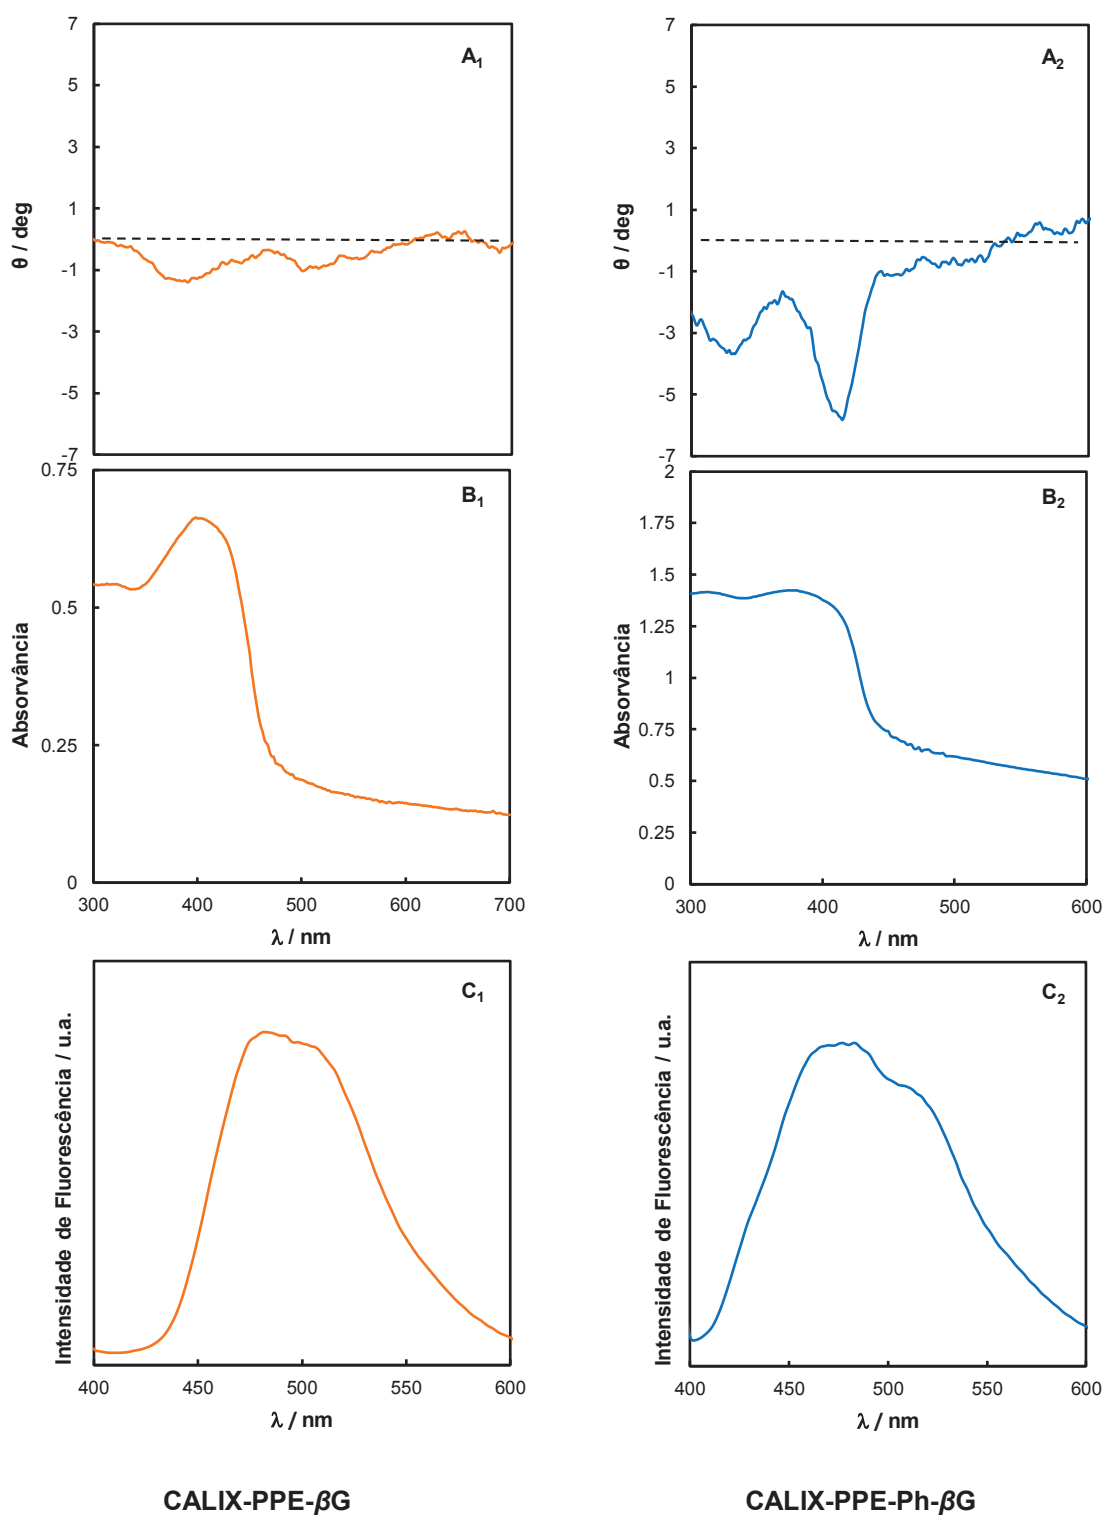 7
5
3
1
-1
-3
-5
-7
θ / deg
A1
7
5
3
1
-1
-3
-5
-7
θ / deg
A2
0.75
0.5
0.25
0
Absorvância
B1
300 400 500 600 700
λ / nm
2
1.75
1.5
1.25
1
0.75
0.5
0.25
0
Absorvância
B2
300 400 500 600
λ / nm
Intensidade de Fluorescência / u.a.
C1
400 450 500 550 600
λ / nm
Intensidade de Fluorescência / u.a.
C2
400 450 500 550 600
λ / nm
CALIX-PPE-βG
CALIX-PPE-Ph-βG